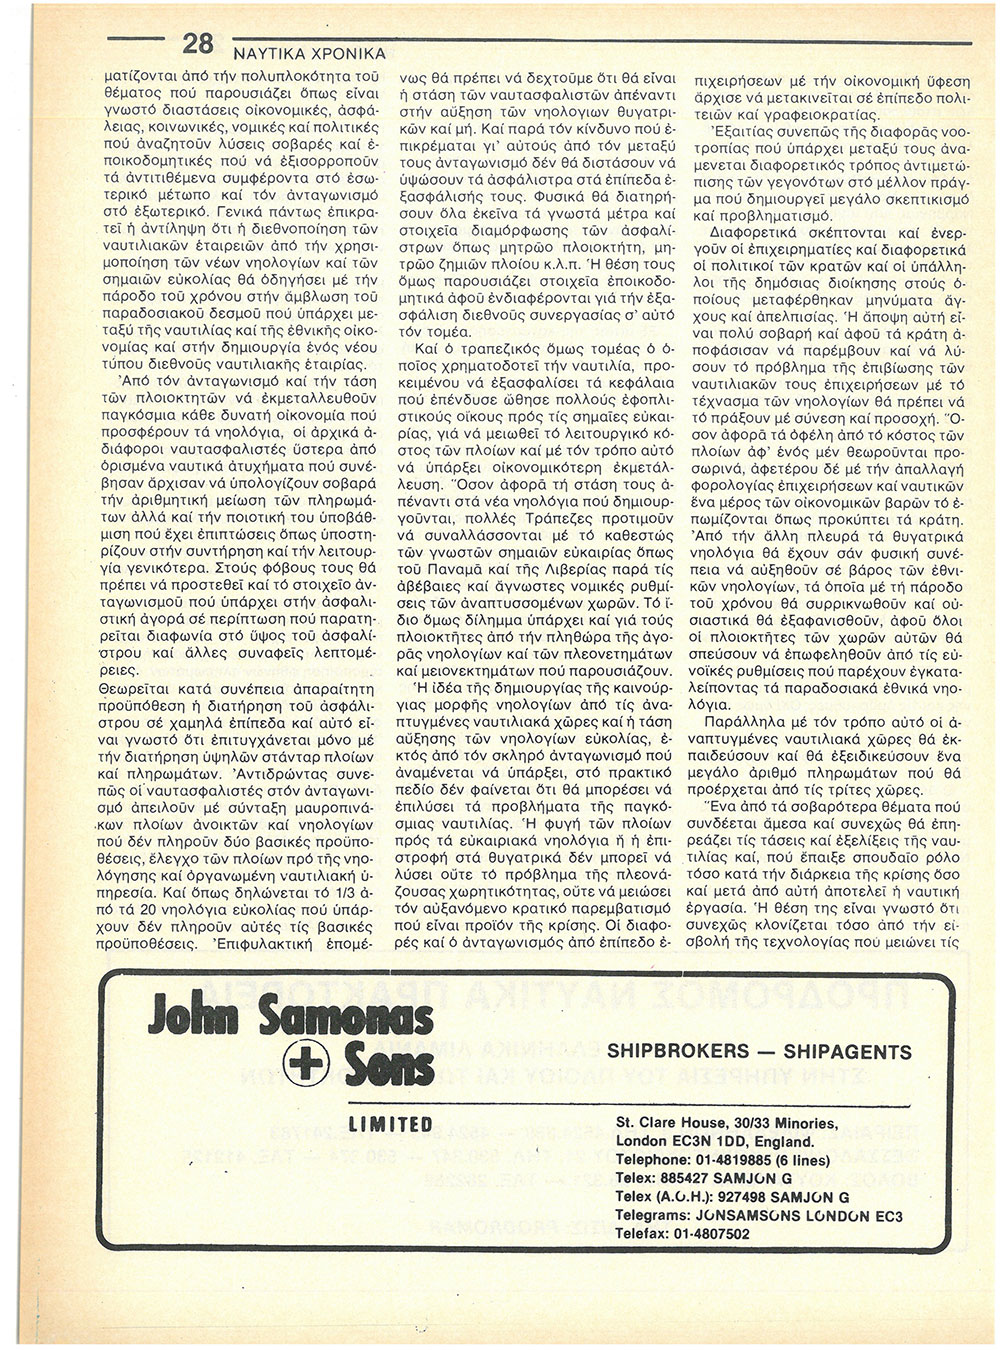 28 ΝΑΥΤΙΚΑ ΧΡΟΝΙΚΑ
ματίζονται ἀπό τήν πολυπλοκότητα τοῦ
θέματος πού παρουσιάζει ὅπως εἶναι
γνωστό διαστάσεις οἰκονομικές, ἀσφά-
λειας, κοινωνικές, νομικές καί πολιτικές
πού ἀναζητοῦν λύσεις σοβαρές καί ἐ-
ποικοδομητικές πού νά ἐξισορροποῦν
τά ἀντιτιθέμενα συμφέροντα στό ἐσω-
τερικό μέτωπο καί τόν ἀνταγωνισμό
στό ἐξωτερικό. Γενικά πάντως ἐπικρα-
τεῖ ἡ ἀντίληψη ὅτι ἡ διεθνοποίηση τῶν
ναυτιλιακῶν ἑταιρειῶν ἀπό τήν χρησι-
μοποίηση τῶν νέων νηολογίων καί τῶν
σημαιῶν εὐκολίας θά ὁδηγήσει μέ τήν
πάροδο τοῦ χρόνου στήν ἄμβλωση τοῦ
παραδοσιακοῦ δεσμοῦ πού ὑπάρχει με-
ταξύ τῆς ναυτιλίας καί τῆς ἐθνικῆς οἰκο-
νομίας καί στήν δημιουργία ἑνός νέου
τύπου διεθνοῦς ναυτιλιακῆς ἑταιρίας.
Ἀπό τόν ἀνταγωνισμό καί τήν τάση
τῶν πλοιοκτητῶν νά ἐκμεταλλευθοῦν
παγκόσμια κάθε δυνατή οἰκονομία πού
προσφέρουν τά νηολόγια, οἱ ἀρχικά ἀ-
διάφοροι ναυτασφαλιστές ὕστερα ἀπό
ὁρισμένα ναυτικά ἀτυχήματα πού συνέ-
βησαν ἄρχισαν νά ὑπολογίζουν σοβαρά
τήν ἀριθμητική μείωση τῶν πληρωμά-
των ἀλλά καί τήν ποιοτική του ὑποβάθ-
μιση πού ἔχει ἐπιπτώσεις ὅπως ὑποστη-
ρίζουν στήν συντήρηση καί τήν λειτουρ-
γία γενικότερα. Στούς φόβους τους θά
πρέπει νά προστεθεῖ καί τό στοιχεῖο ἀν-
ταγωνισμοῦ πού ὑπάρχει στήν ἀσφαλι-
στική ἀγορά σέ περίπτωση πού παρατη-
ρεῖται διαφωνία στό ὕψος τοῦ ἀσφαλί-
στρου καί ἄλλες συναφεῖς λεπτομέ-
ρειες.
Θεωρεῖται κατά συνέπεια ἀπαραίτητη
προϋπόθεση ἡ διατήρηση τοῦ ἀσφάλι-
στρου σέ χαμηλά ἐπίπεδα καί αὐτό εἶ-
ναι γνωστό ὅτι ἐπιτυγχάνεται μόνο μέ
τήν διατήρηση ὑψηλῶν στάνταρ πλοίων
καί πληρωμάτων. Ἀντιδρώντας συνε-
πῶς οἱ ναυτασφαλιστές στόν ἀνταγωνι-
σμό ἀπειλοῦν μέ σύνταξη μαυροπινά-
κων πλοίων ἀνοικτῶν καί νηολογίων
πού δέν πληροῦν δύο βασικές προϋπο-
θέσεις, ἔλεγχο τῶν πλοίων πρό τῆς νηο-
λόγησης καί ὀργανωμένη ναυτιλιακή ὑ-
πηρεσία. Καί ὅπως δηλώνεται τό 1/3 ἀ-
πό τά 20 νηολόγια εὐκολίας πού ὑπάρ-
χουν δέν πληροῦν αὐτές τίς βασικές
προϋποθέσεις. Ἐπιφυλακτική ἑπομέ-
νως θά πρέπει νά δεχτοῦμε ὅτι θά εἶναι
ἡ στάση τῶν ναυτασφαλιστῶν ἀπέναντι
στήν αὔξηση τῶν νηολογιων θυγατρι-
κῶν καί μή. Καί παρά τόν κίνδυνο πού ἐ-
πικρέμαται γι' αὐτούς ἀπό τόν μεταξύ
τους ἀνταγωνισμό δέν θά διστάσουν νά
ὑψώσουν τά ἀσφάλιστρα στά ἐπίπεδα ἐ-
ξασφάλισής τους. Φυσικά θά διατηρή-
σουν ὅλα ἐκεῖνα τά γνωστά μέτρα καί
στοιχεῖα διαμόρφωσης τῶν ἀσφαλί-
στρων ὅπως μητρῶο πλοιοκτήτη, μη-
τρῶο ζημιῶν πλοίου κ.λ.π. Ἡ θέση τους
ὅμως παρουσιάζει στοιχεῖα ἐποικοδο-
μητικά ἀφοῦ ἐνδιαφέρονται γιά τήν ἐξα-
σφάλιση διεθνοῦς συνεργασίας σ' αὐτό
τόν τομέα.
Καί ὁ τραπεζικός ὅμως τομέας ὁ ὁ-
ποῖος χρηματοδοτεῖ τήν ναυτιλία, προ-
κειμένου νά ἐξασφαλίσει τά κεφάλαια
πού ἐπένδυσε ὤθησε πολλούς ἐφοπλι-
στικούς οἴκους πρός τίς σημαῖες εὐκαι-
ρίας, γιά νά μειωθεῖ τό λειτουργικό κό-
στος τῶν πλοίων καί μέ τόν τρόπο αὐτό
νά ὑπάρξει οἰκονομικότερη ἐκμετάλ-
λευση. Ὅσον ἀφορᾶ τή στάση τους ἀ-
πέναντι στά νέα νηολόγια πού δημιουρ-
γοῦνται, πολλές Τράπεζες προτιμοῦν
νά συναλλάσσονται μέ τό καθεστώς
τῶν γνωστῶν σημαιῶν εὐκαιρίας ὅπως
τοῦ Παναμᾶ καί τῆς Λιβερίας παρά τίς
ἀβέβαιες καί ἄγνωστες νομικές ρυθμί-
σεις τῶν ἀναπτυσσομένων χωρῶν. Τό ἴ-
διο ὅμως δίλημμα ὑπάρχει καί γιά τούς
πλοιοκτῆτες ἀπό τήν πληθώρα τῆς ἀγο-
ρᾶς νηολογίων καί τῶν πλεονετημάτων
καί μειονεκτημάτων πού παρουσιάζουν.
Ἡ ἰδέα τῆς δημιουργίας τῆς καινούρ-
γιας μορφῆς νηολογίων ἀπό τίς ἀνα-
πτυγμένες ναυτιλιακά χῶρες καί ἡ τάση
αὔξησης τῶν νηολογίων εὐκολίας, ἐ-
κτός ἀπό τόν σκληρό ἀνταγωνισμό πού
ἀναμένεται νά ὑπάρξει, στό πρακτικό
πεδίο δέν φαίνεται ὅτι θά μπορέσει νά
ἐπιλύσει τά προβλήματα τῆς παγκό-
σμιας ναυτιλίας. Ἡ φυγή τῶν πλοίων
πρός τά εὐκαιριακά νηολόγια ἤ ἡ ἐπι-
στροφή στά θυγατρικά δέν μπορεῖ νά
λύσει οὔτε τό πρόβλημα τῆς πλεονά-
ζουσας χωρητικότητας, οὔτε νά μειώσει
τόν αὐξανόμενο κρατικό παρεμβατισμό
πού εἶναι προϊόν τῆς κρίσης. Οἱ διαφο-
ρές καί ὁ ἀνταγωνισμός ἀπό ἐπίπεδο ἐ-
πιχειρήσεων μέ τήν οἰκονομική ὕφεση
ἄρχισε νά μετακινεῖται σέ ἐπίπεδο πολι-
τειῶν καί γραφειοκρατίας.
Ἐξαιτίας συνεπῶς τῆς διαφορᾶς νοο-
τροπίας πού ὑπάρχει μεταξύ τους ἀνα-
μενεται διαφορετικός τρόπος ἀντιμετώ-
πισης τῶν γεγονότων στό μέλλον πράγ-
μα πού δημιουργεῖ μεγάλο σκεπτικισμό
καί προβληματισμό.
Διαφορετικά σκέπτονται καί ἐνερ-
γοῦν οἱ ἐπιχειρηματίες καί διαφορετικά
οἱ πολιτικοί τῶν κρατῶν καί οἱ ὑπάλλη-
λοι τῆς δημόσιας διοίκησης στούς ὁ-
ποίους μεταφέρθηκαν μηνύματα ἄγ-
χους καί ἀπελπισίας. Ἡ ἄποψη αὐτή εἶ-
ναι πολύ σοβαρή καί ἀφοῦ τά κράτη ἀ-
ποφάσισαν νά παρέμβουν καί νά λύ-
σουν τό πρόβλημα τῆς ἐπιβίωσης τῶν
ναυτιλιακῶν τους ἐπιχειρήσεων μέ τό
τέχνασμα τῶν νηολογίων θά πρέπει νά
τό πράξουν μέ σύνεση καί προσοχή. Ὅ-
σον ἀφορᾶ τά ὀφέλη ἀπό τό κόστος τῶν
πλοίων ἀφ' ἑνός μέν θεωροῦνται προ-
σωρινά, ἀφετέρου δέ μέ τήν ἀπαλλαγή
φορολογίας ἐπιχειρήσεων καί ναυτικῶν
ἕνα μέρος τῶν οἰκονομικῶν βαρῶν τό ἐ-
πωμίζονται ὅπως προκύπτει τά κράτη.
Ἀπό τήν ἄλλη πλευρά τά θυγατρικά
νηολόγια θά ἔχουν σάν φυσική συνέ-
πεια νά αὐξηθοῦν σέ βάρος τῶν ἐθνι-
κῶν νηολογίων, τά ὁποῖα μέ τή πάροδο
τοῦ χρόνου θά συρρικνωθοῦν καί οὐ-
σιαστικά θά ἐξαφανισθοῦν, ἀφοῦ ὅλοι
οἱ πλοιοκτῆτες τῶν χωρῶν αὐτῶν θά
σπεύσουν νά ἐπωφεληθοῦν ἀπό τίς εὐ-
νοϊκές ρυθμίσεις πού παρέχουν ἐγκατα-
λείποντας τά παραδοσιακά ἐθνικά νηο-
λόγια.
Παράλληλα μέ τόν τρόπο αὐτό οἱ ἀ-
ναπτυγμένες ναυτιλιακά χῶρες θά ἐκ-
παιδεύσουν καί θά ἐξειδικεύσουν ἕνα
μεγάλο ἀριθμό πληρωμάτων πού θά
προέρχεται ἀπό τίς τρίτες χῶρες.
Ἕνα ἀπό τά σοβαρότερα θέματα πού
συνδέεται ἄμεσα καί συνεχῶς θά ἐπη-
ρεάζει τίς τάσεις καί ἐξελίξεις τῆς ναυ-
τιλίας καί, πού ἔπαιξε σπουδαῖο ρόλο
τόσο κατά τήν διάρκεια τῆς κρίσης ὅσο
καί μετά ἀπό αὐτή ἀποτελεῖ ἡ ναυτική
ἐργασία. Ἡ θέση της εἶναι γνωστό ὅτι
συνεχῶς κλονίζεται τόσο ἀπό τήν εἰ-
σβολή τῆς τεχνολογίας πού μειώνει τίς
John Samonas
+ Sons
LIMITED
SHIPBROKERS — SHIPAGENTS
St. Clare House, 30/33 Minories,
London EC3N 1DD, England.
Telephone: 01-4819885 (6 lines)
Telex: 885427 SAMJON G
Telex (A.O.H.): 927498 SAMJON G
Telegrams: JONSAMSONS LONDON EC3
Telefax: 01-4807502